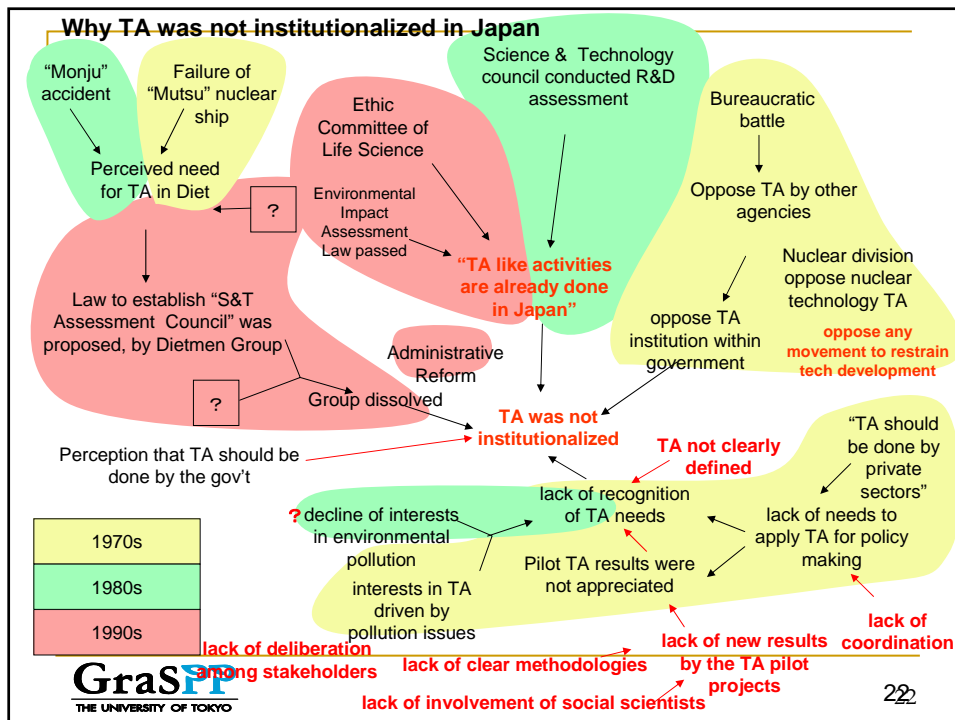 Why TA was not institutionalized in Japan
“Monju”
accident
Failure of
“Mutsu” nuclear
ship
Perceived need
for TA in Diet
?
Law to establish “S&T
Assessment Council” was
proposed, by Dietmen Group
?
Group dissolved
Ethic
Committee of
Life Science
Environmental
Impact
Assessment
Law passed
Science & Technology
council conducted R&D
assessment
“TA like activities
are already done
in Japan”
Administrative
Reform
Bureaucratic
battle
Oppose TA by other
agencies
Nuclear division
oppose nuclear
technology TA
oppose TA
institution within
government
oppose any
movement to restrain
tech development
TA was not
institutionalized
Perception that TA should be
done by the gov’t
TA not clearly
defined
“TA should
be done by
private
sectors”
lack of recognition
of TA needs
lack of needs to
apply TA for policy
making
? decline of interests
in environmental
pollution
Pilot TA results were
not appreciated
interests in TA
driven by
pollution issues
1970s
1980s
1990s
lack of deliberation
among stakeholders
lack of clear methodologies
lack of new results
by the TA pilot
projects
lack of
coordination
lack of involvement of social scientists
GraSPP
THE UNIVERSITY OF TOKYO
22
22